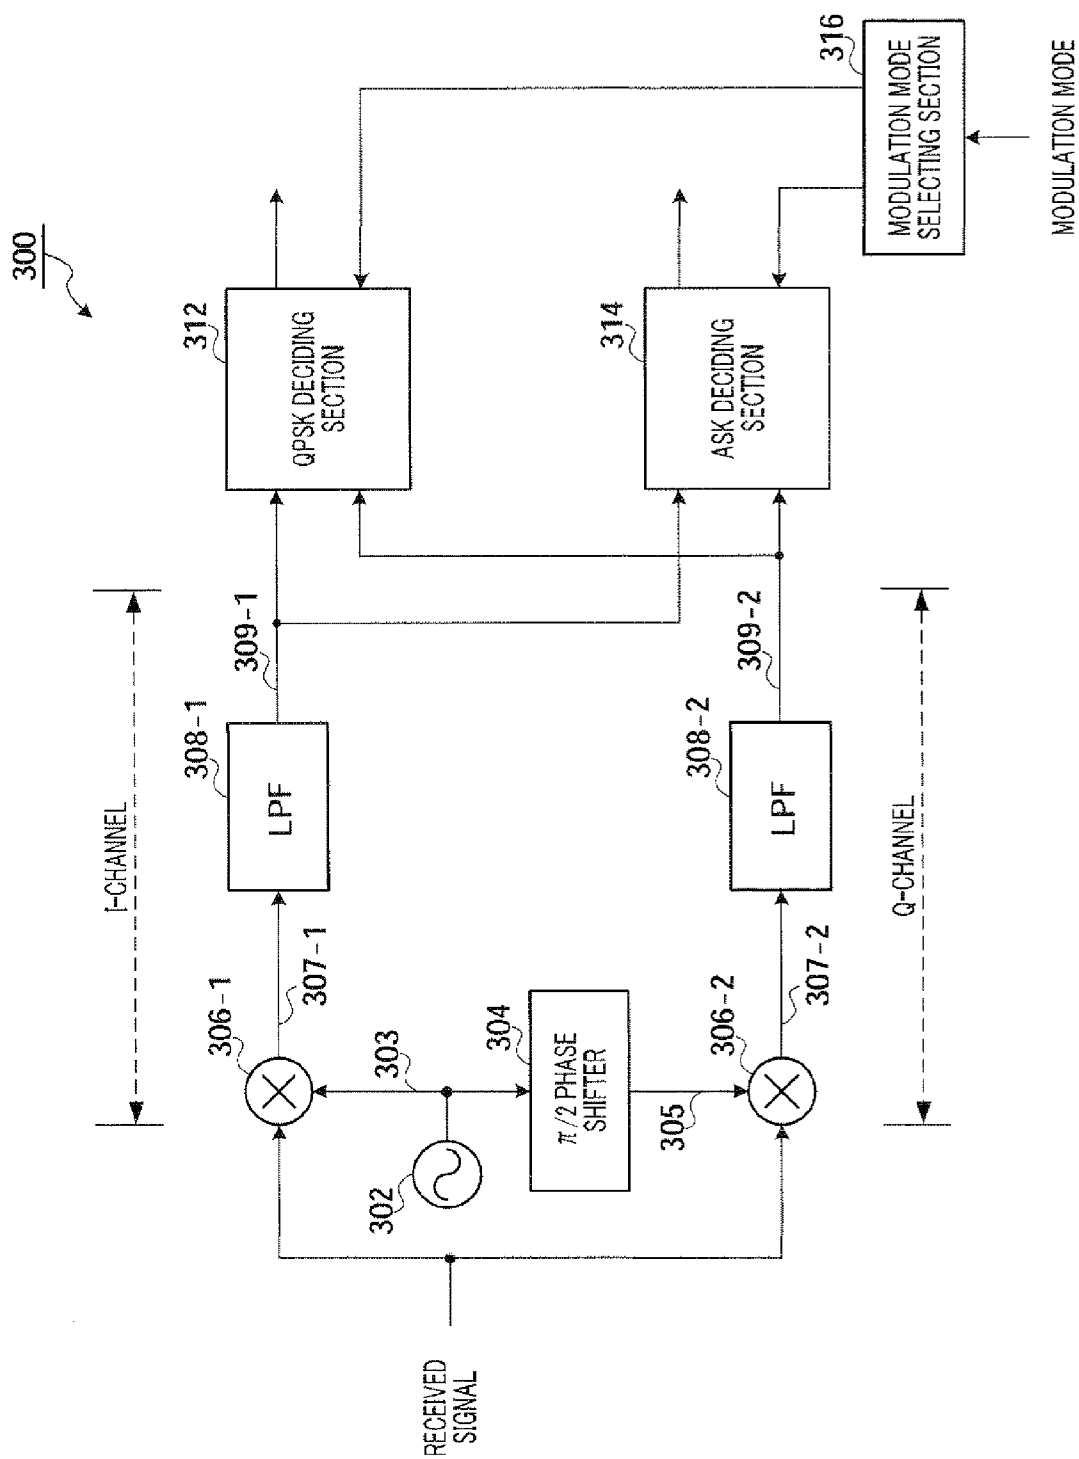 300
I-CHANNEL
306-1
307-1
308-1
LPF
309-1
312
QPSK DECIDING
SECTION
303
302
304
π/2 PHASE
SHIFTER
305
RECEIVED
SIGNAL
306-2
307-2
308-2
LPF
309-2
314
ASK DECIDING
SECTION
316
MODULATION MODE
SELECTING SECTION
Q-CHANNEL
MODULATION MODE